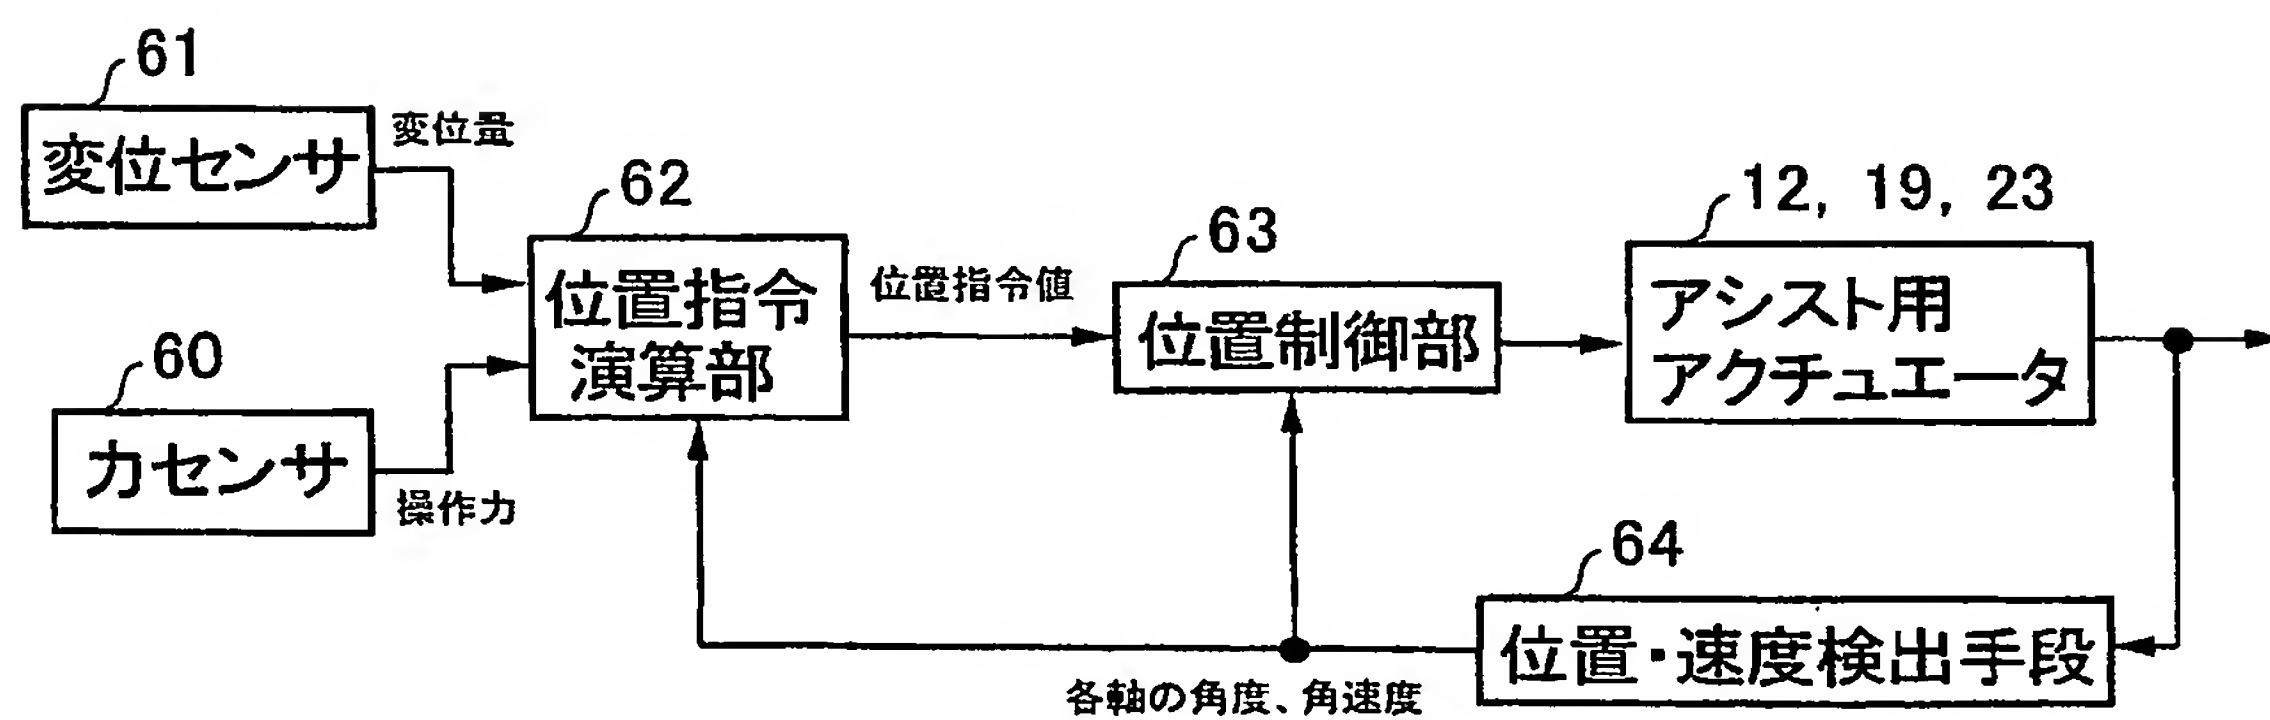 61
変位センサ
変位量
60
力センサ
操作力
62
位置指令
演算部
位置指令値
63
位置制御部
12, 19, 23
アシスト用
アクチュエータ
64
位置・速度検出手段
各軸の角度、角速度